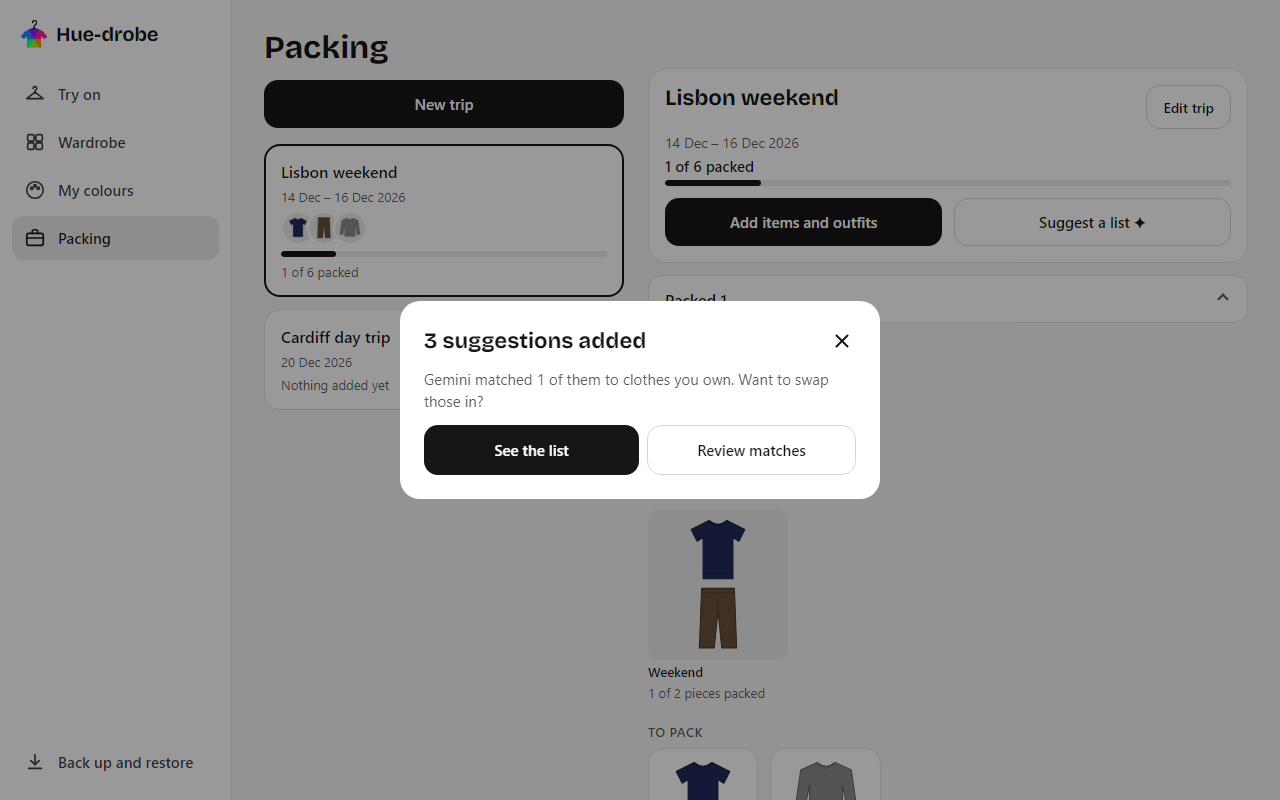 Hue-drobe
Try on
Wardrobe
My colours
Packing
Back up and restore
Packing
New trip
Lisbon weekend
14 Dec – 16 Dec 2026
1 of 6 packed
Cardiff day trip
20 Dec 2026
Nothing added yet
Lisbon weekend
Edit trip
14 Dec – 16 Dec 2026
1 of 6 packed
Add items and outfits
Suggest a list ✦
Packed 1
3 suggestions added
Gemini matched 1 of them to clothes you own. Want to swap
those in?
See the list
Review matches
Weekend
1 of 2 pieces packed
TO PACK